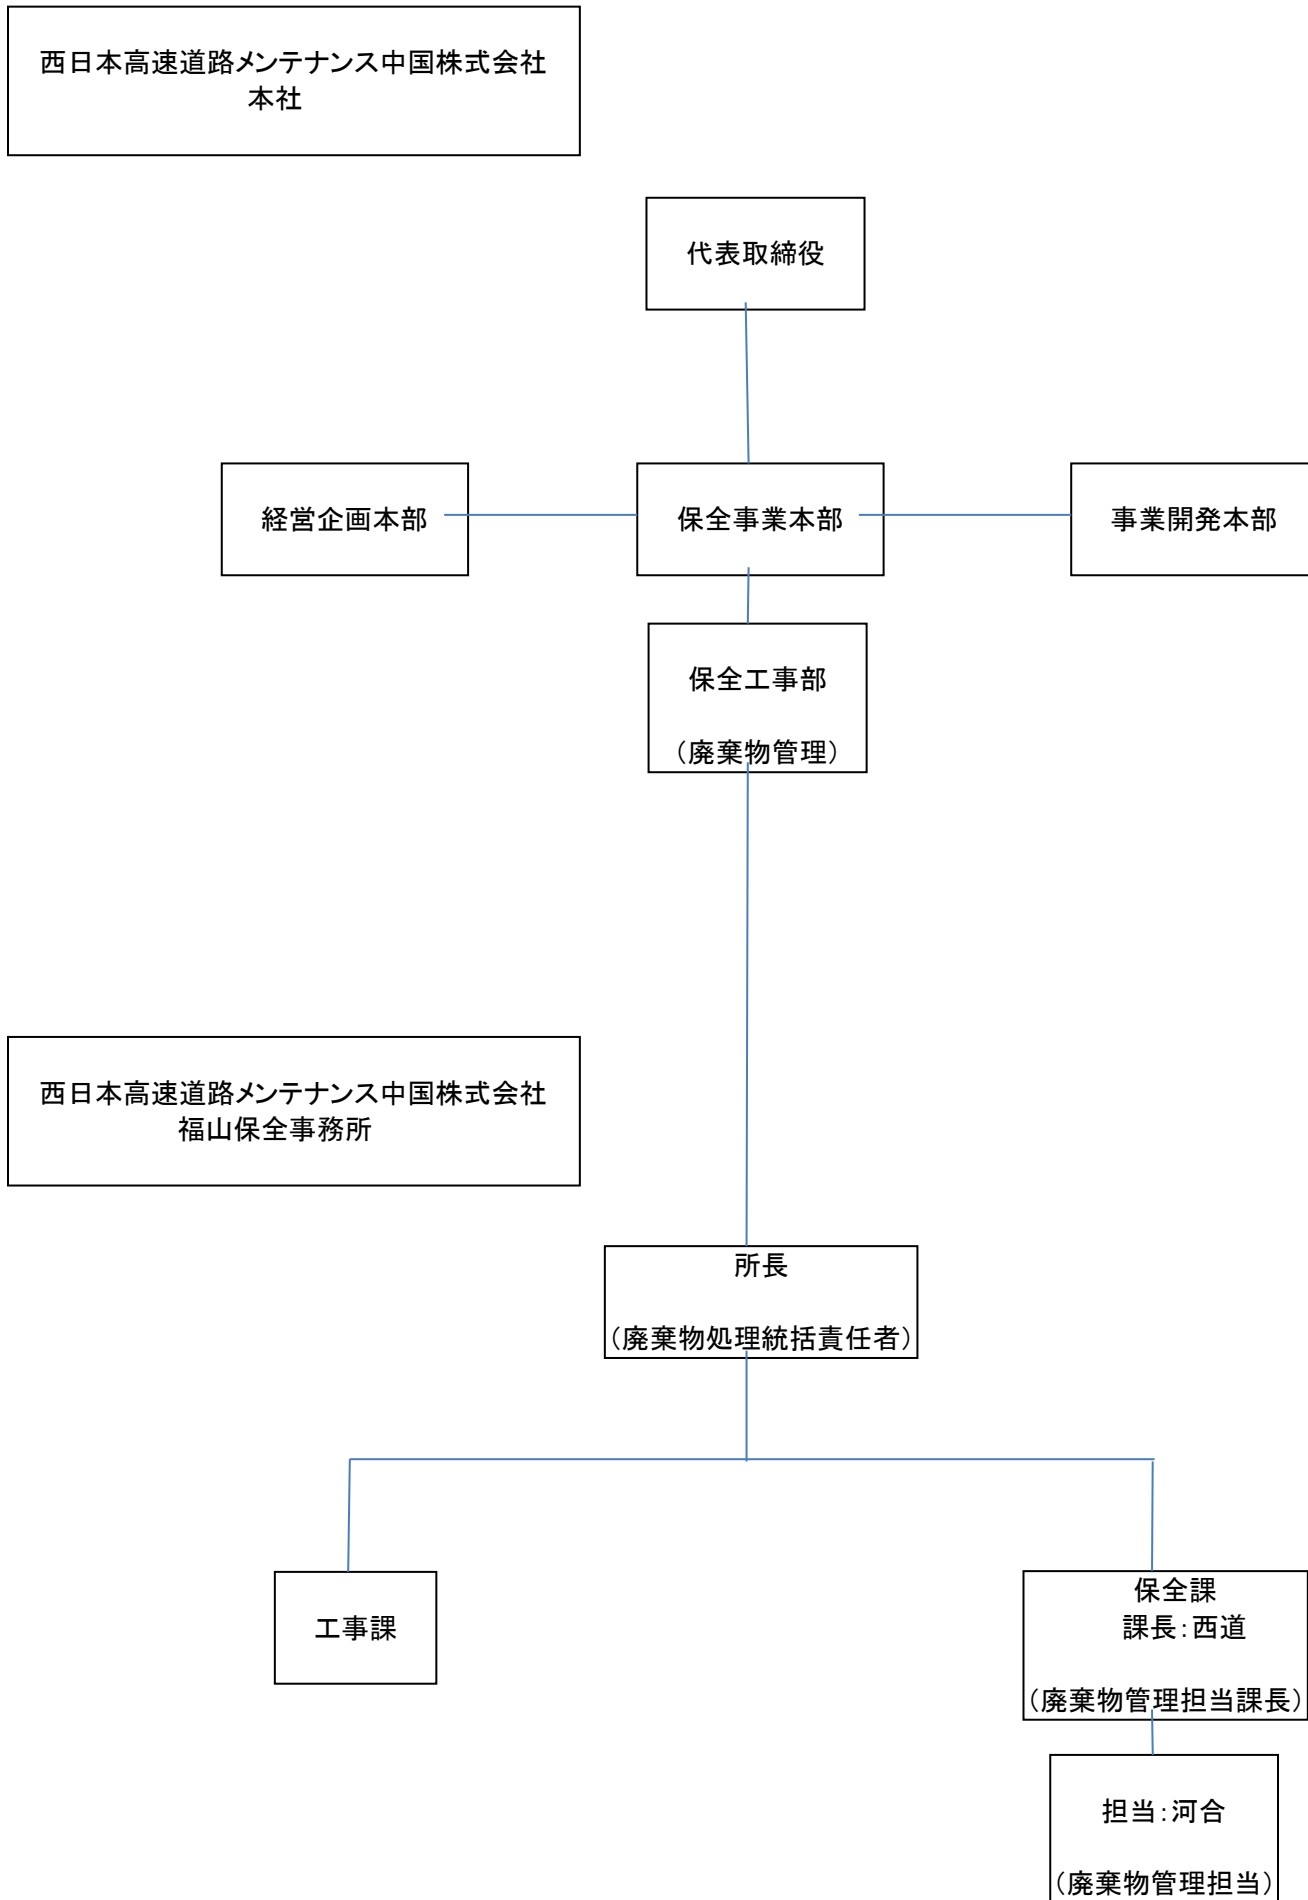 西日本高速道路メンテナンス中国株式会社
本社
代表取締役
経営企画本部
保全事業本部
事業開発本部
保全工事部
（廃棄物管理）
西日本高速道路メンテナンス中国株式会社
福山保全事務所
所長
（廃棄物処理統括責任者）
工事課
保全課
課長：西道
（廃棄物管理担当課長）
担当：河合
（廃棄物管理担当）